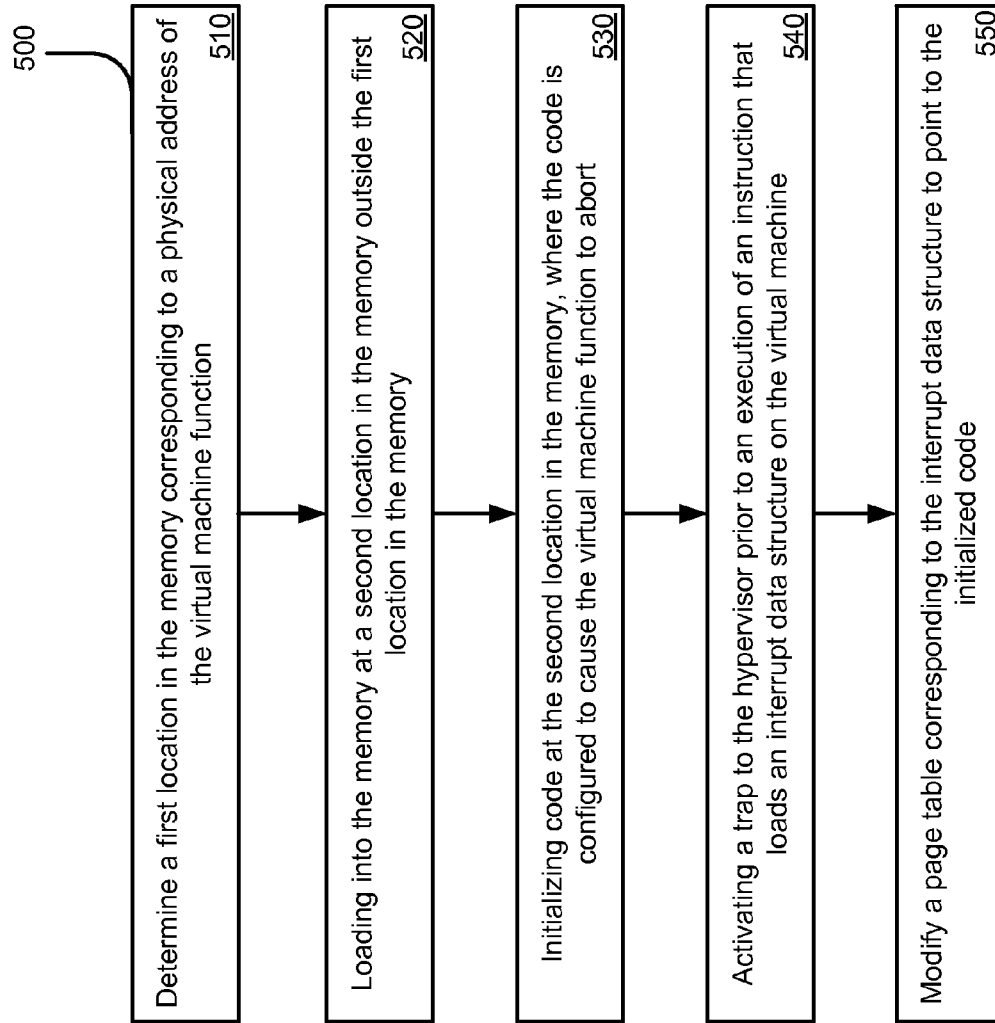 500
Determine a first location in the memory corresponding to a physical address of
the virtual machine function
510
Loading into the memory at a second location in the memory outside the first
location in the memory
520
Initializing code at the second location in the memory, where the code is
configured to cause the virtual machine function to abort
530
Activating a trap to the hypervisor prior to an execution of an instruction that
loads an interrupt data structure on the virtual machine
540
Modify a page table corresponding to the interrupt data structure to point to the
initialized code
550